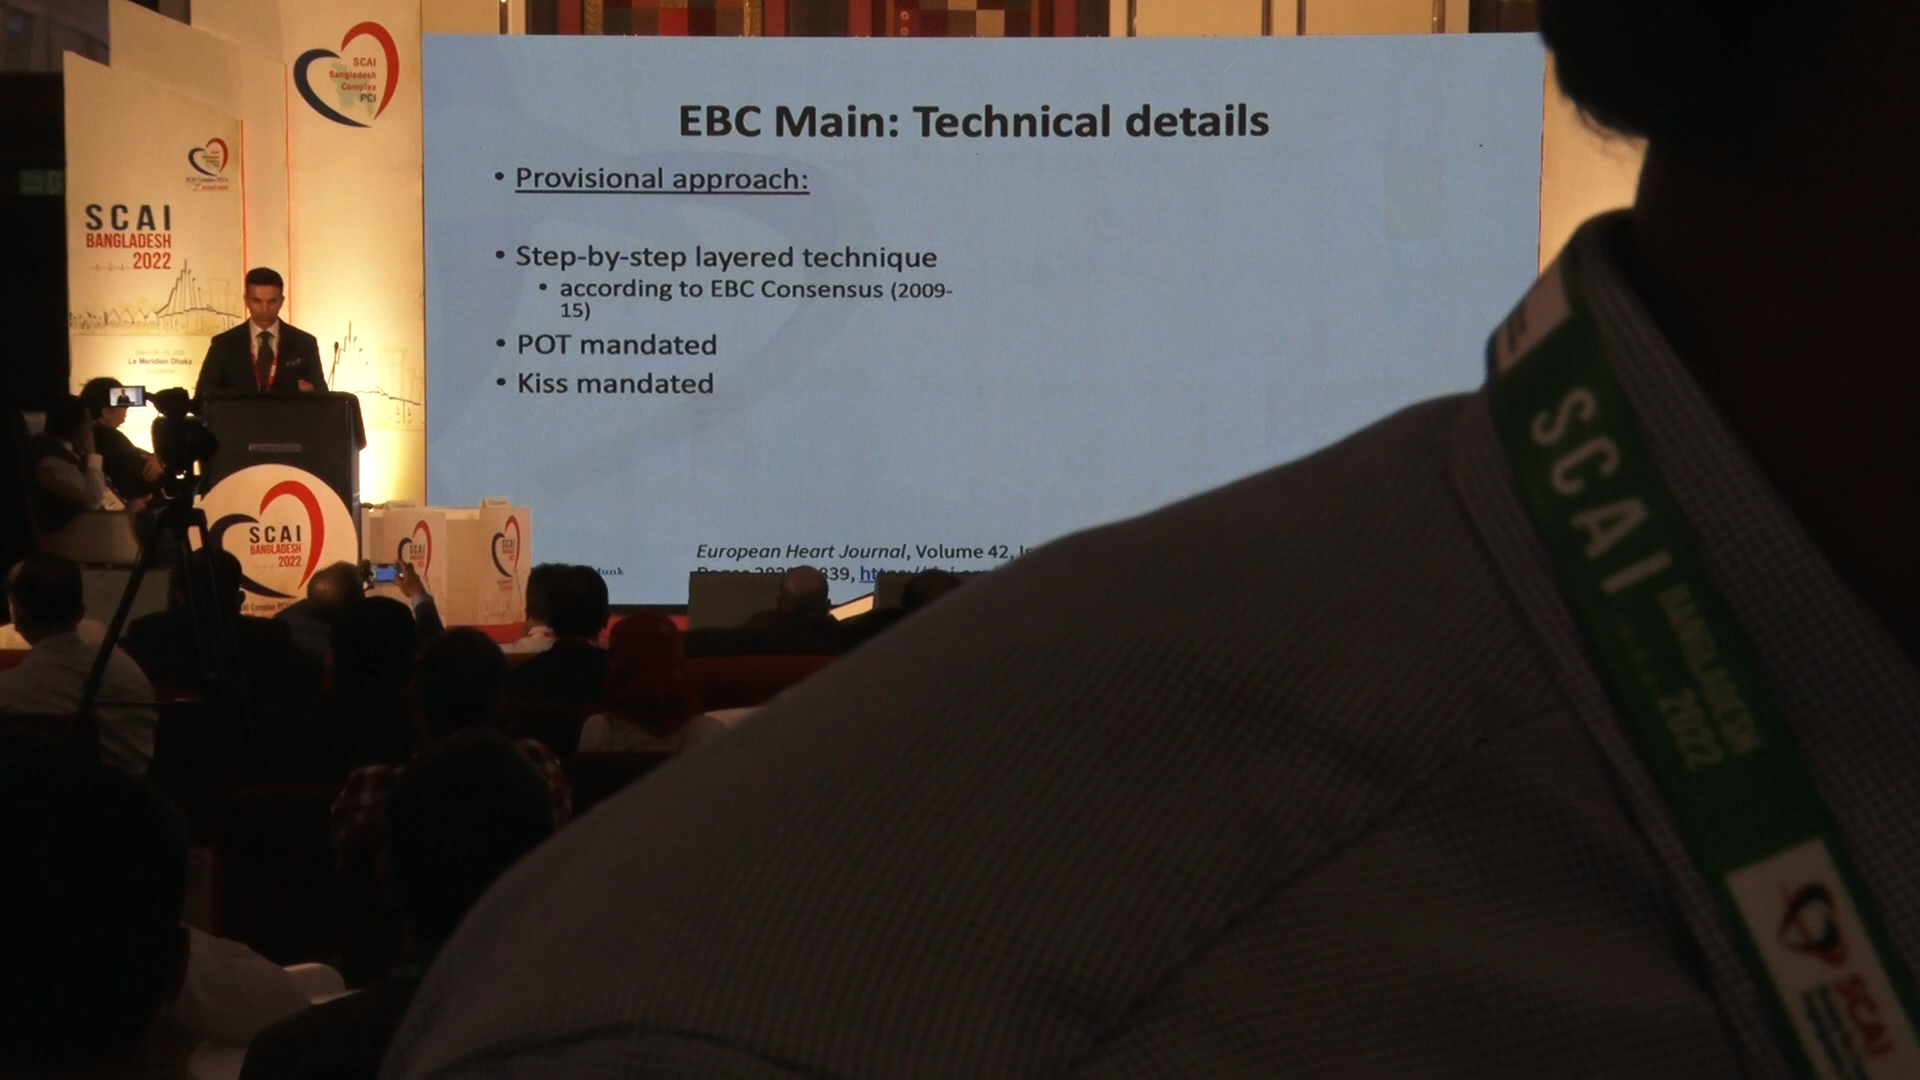 SCAI
Bangladesh
Complex
PCI
SCAI
BANGLADESH
2022
Le Meridien Dhaka
EBC Main: Technical details
• Provisional approach:
• Step-by-step layered technique
• according to EBC Consensus (2009-
15)
• POT mandated
• Kiss mandated
European Heart Journal, Volume 42,
839,
SCAI
BANGLADESH
2022
SCAI
SCAI
BANGLADESH
2022
SCAI